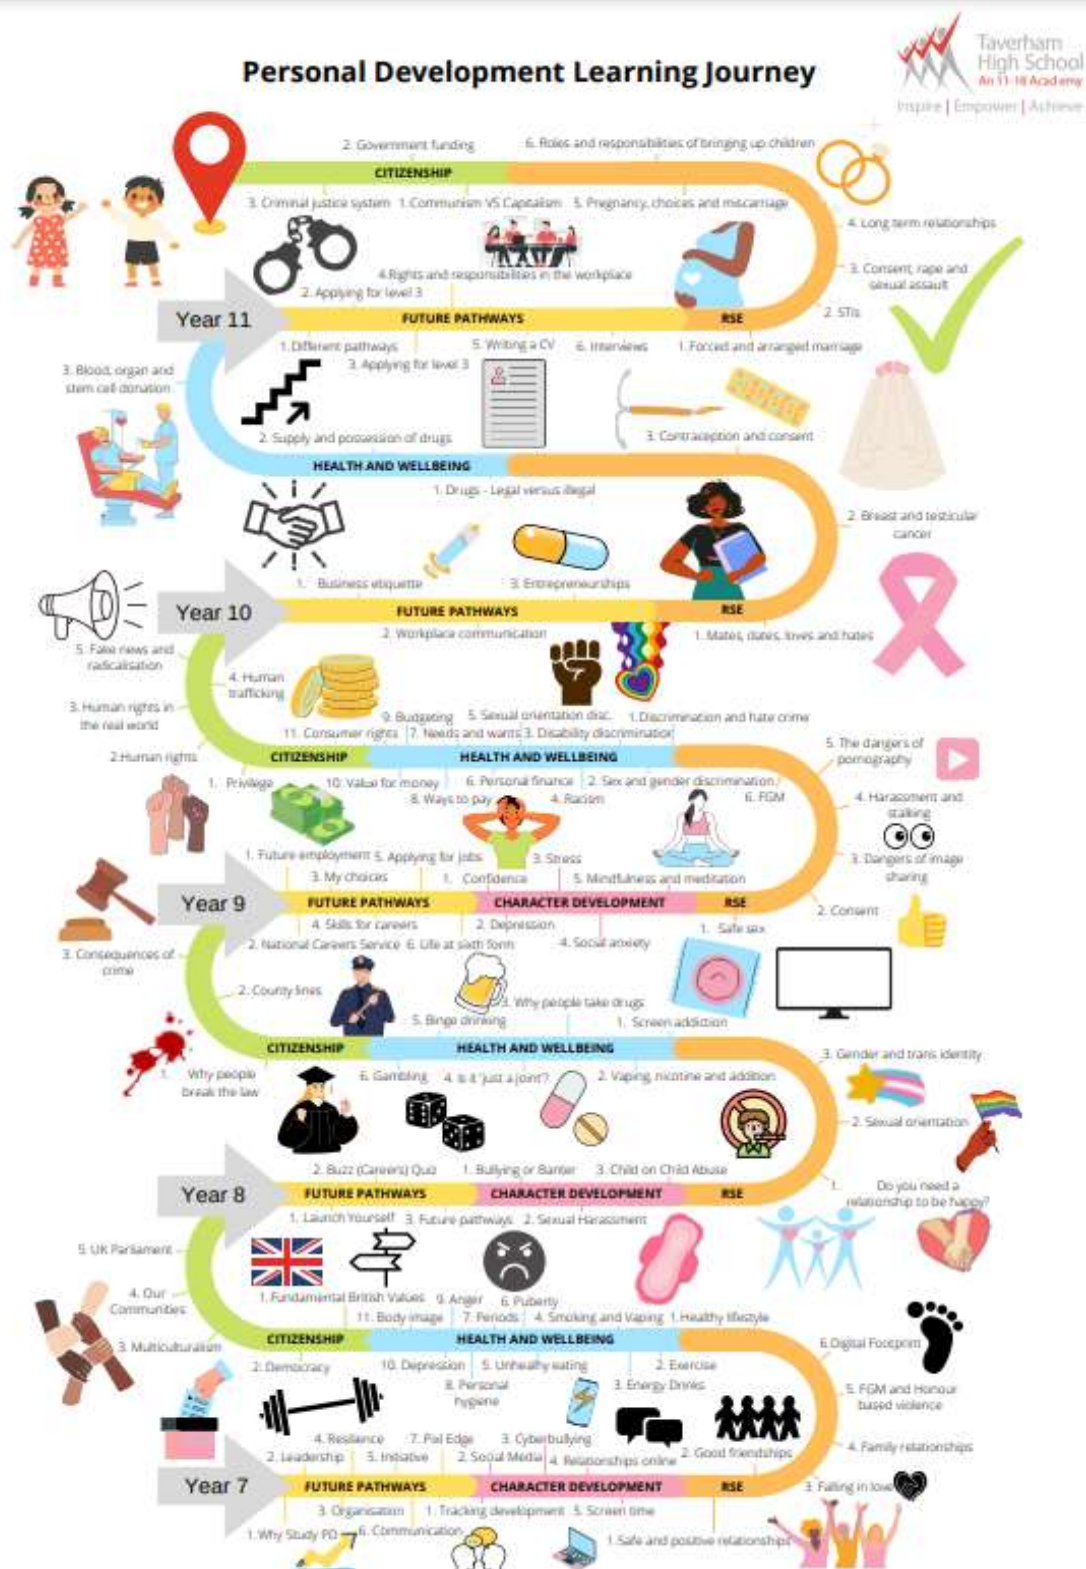 Personal Development Learning Journey
Taverham
High School
An 11-18 Academy
Inspire | Empower | Achieve
2. Government funding
6. Roles and responsibilities of bringing up children
CITIZENSHIP
3. Criminal justice system
1.Communism VS Capitalism
5. Pregnancy, choices and miscarriage
4. Long term relationships
3. Consent, rape and
sexual assault
4.Rights and responsibilities in the workplace
2. Applying for level 3
2. STIs
Year 11
FUTURE PATHWAYS
RSE
1.Different pathways
5. Writing a CV
6. Interviews
1.Forced and arranged marriage
3. Applying for level 3
3. Blood, organ and
stem cell donation
2. Supply and possession of drugs
3. Contraception and consent
HEALTH AND WELLBEING
1. Drugs - Legal versus illegal
2. Breast and testicular
cancer
1. Business etiquette
3. Entrepreneurships
Year 10
FUTURE PATHWAYS
RSE
2. Workplace communication
1. Mates, dates, loves and hates
5. Fake news and
radicalisation
4. Human
trafficking
3. Human rights in
the real world
9. Budgeting
5. Sexual orientation disc.
1.Discrimination and hate crime
11. Consumer rights
7. Needs and wants
3. Disability discrimination
2.Human rights
CITIZENSHIP
HEALTH AND WELLBEING
5. The dangers of
pornography
1. Privilege
10. Value for money
6. Personal finance
2. Sex and gender discrimination
8. Ways to pay
4. Racism
6. FGM
4. Harassment and
stalking
1. Future employment
5. Applying for jobs
3. Stress
3. Dangers of image
sharing
3. My choices
1. Confidence
5. Mindfulness and meditation
Year 9
FUTURE PATHWAYS
CHARACTER DEVELOPMENT
RSE
2. Consent
4. Skills for careers
2. Depression
1. Safe sex
2. National Careers Service
6. Life at sixth form
4. Social anxiety
3. Consequences of
crime
2. County lines
3. Why people take drugs
5. Binge drinking
1. Screen addiction
CITIZENSHIP
HEALTH AND WELLBEING
3. Gender and trans identity
1. Why people
break the law
6. Gambling
4. Is it 'just a joint'?
2. Vaping, nicotine and addition
2. Sexual orientation
2. Buzz (Careers) Quiz
1. Bullying or Banter
3. Child on Child Abuse
1. Do you need a
relationship to be happy?
Year 8
FUTURE PATHWAYS
CHARACTER DEVELOPMENT
RSE
1. Launch Yourself
3. Future pathways
2. Sexual Harassment
5. UK Parliament
4. Our
Communities
1. Fundamental British Values
9. Anger
6. Puberty
11. Body image
7. Periods
4. Smoking and Vaping
1.Healthy lifestyle
3. Multiculturalism
CITIZENSHIP
HEALTH AND WELLBEING
6.Digital Footprint
2. Democracy
10. Depression
5. Unhealthy eating
2. Exercise
8. Personal
hygiene
3. Energy Drinks
5. FGM and Honour
based violence
4. Resilience
7. Pixl Edge
3. Cyberbullying
4. Family relationships
2. Leadership
5. Initiative
2. Social Media
4. Relationships online
2. Good friendships
Year 7
FUTURE PATHWAYS
CHARACTER DEVELOPMENT
RSE
3. Falling in love
3. Organisation
1. Tracking development
5. Screen time
1.Why Study PD
6. Communication
1.Safe and positive relationships